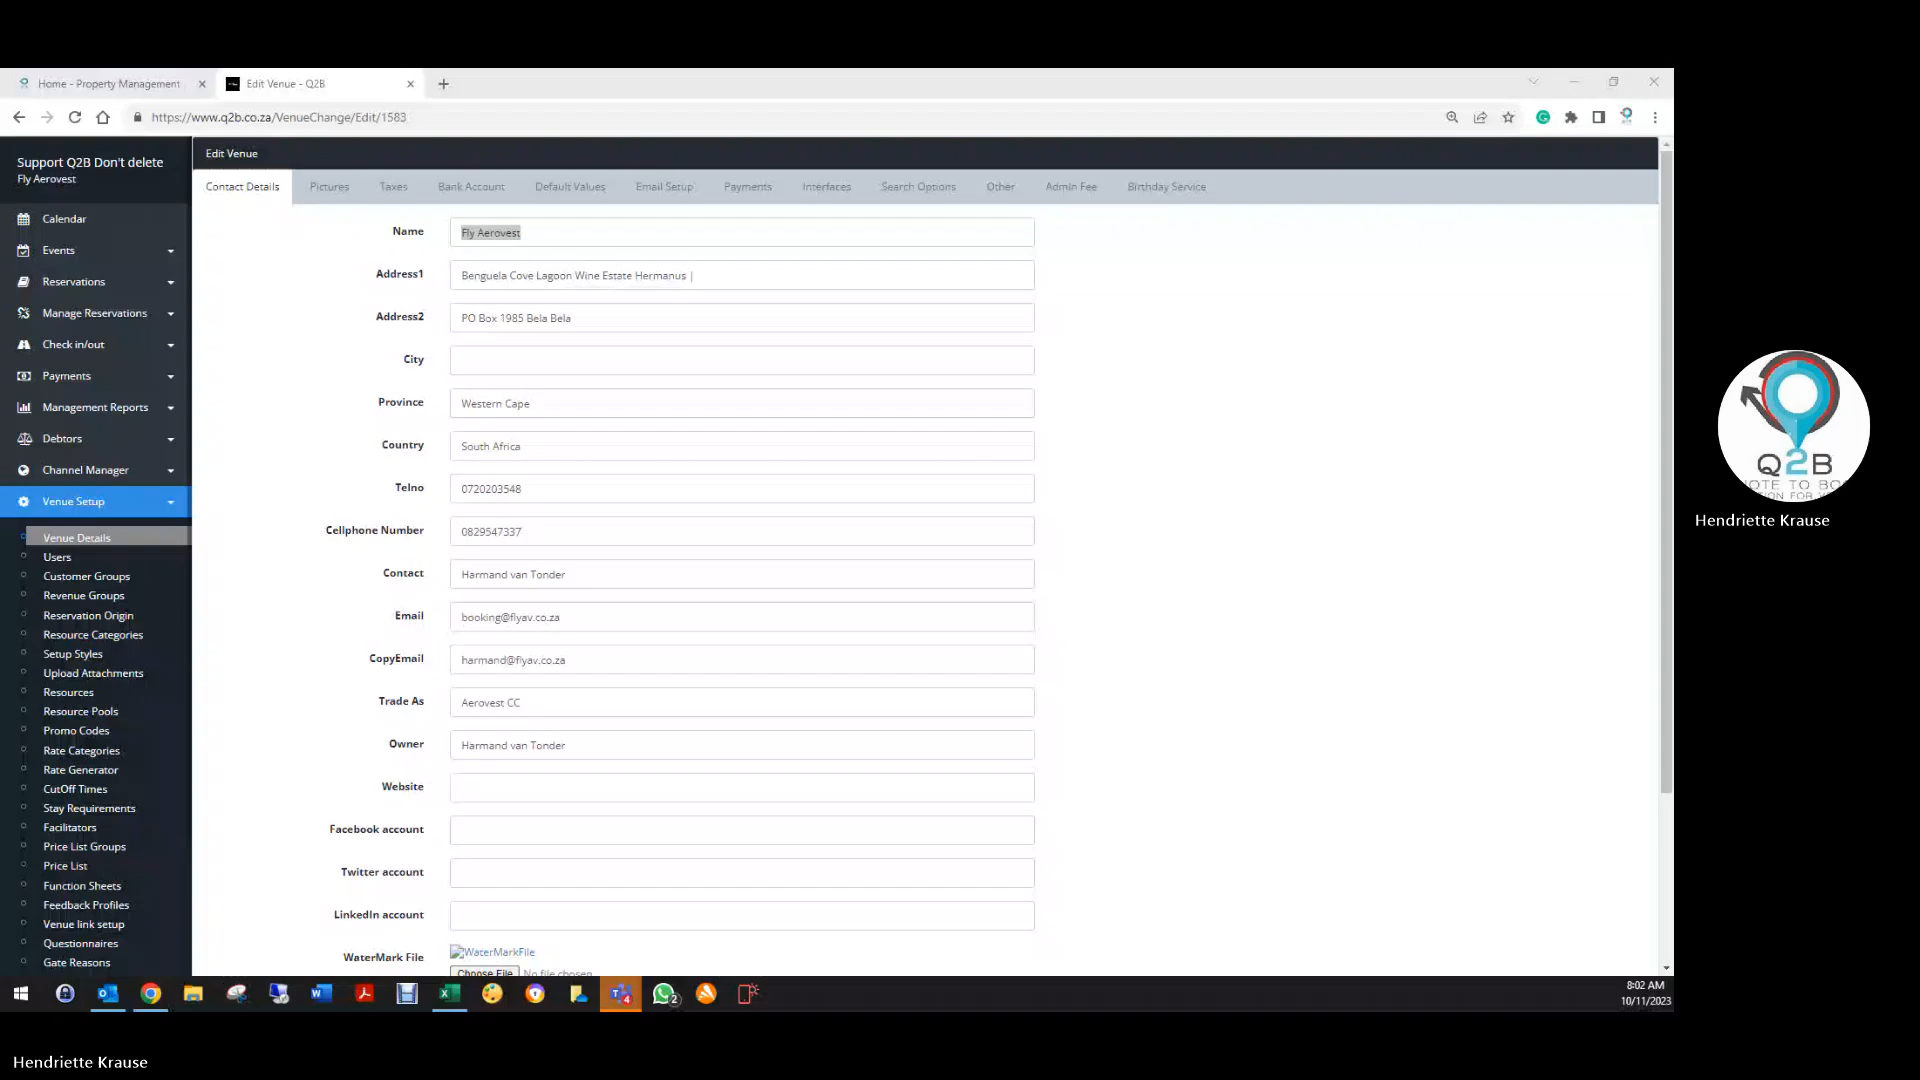 Home - Property Management
Edit Venue - Q2B
https://www.q2b.co.za/VenueChange/Edit/1583
Support Q2B Don't delete
Fly Aerovest
Calendar
Events
Reservations
Manage Reservations
Check in/out
Payments
Management Reports
Debtors
Channel Manager
Venue Setup
Venue Details
Users
Customer Groups
Revenue Groups
Reservation Origin
Resource Categories
Setup Styles
Upload Attachments
Resources
Resource Pools
Promo Codes
Rate Categories
Rate Generator
CutOff Times
Stay Requirements
Facilitators
Price List Groups
Price List
Function Sheets
Feedback Profiles
Venue link setup
Questionnaires
Gate Reasons
Edit Venue
Contact Details Pictures Taxes Bank Account Default Values Email Setup Payments Interfaces Search Options Other Admin Fee Birthday Service
Name Fly Aerovest
Address1 Benguela Cove Lagoon Wine Estate Hermanus |
Address2 PO Box 1985 Bela Bela
City
Province Western Cape
Country South Africa
Telno 0720203548
Cellphone Number 0829547337
Contact Harmand van Tonder
Email booking@flyav.co.za
CopyEmail harmand@flyav.co.za
Trade As Aerovest CC
Owner Harmand van Tonder
Website
Facebook account
Twitter account
LinkedIn account
WaterMark File WaterMarkFile
Choose File No file chosen
8:02 AM
10/11/2023
Q2B
Hendriette Krause
Hendriette Krause